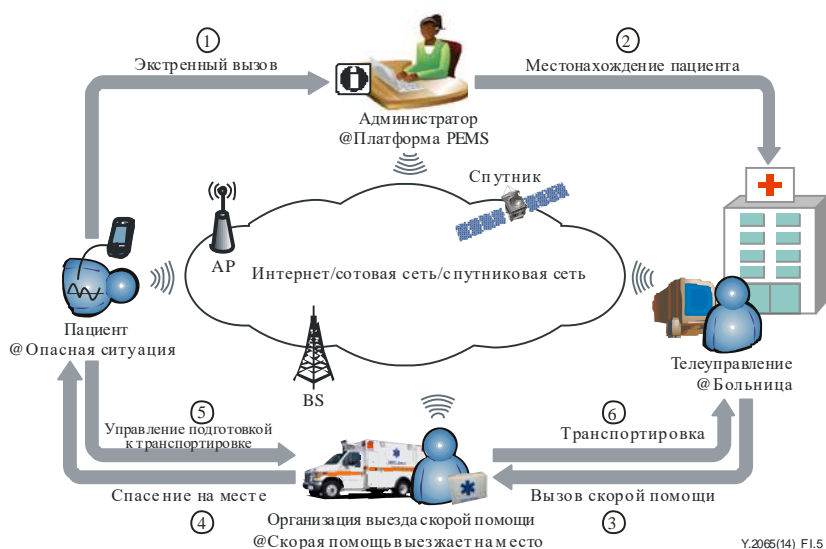 1
Экстренный вызов
2
Местонахождение пациента
Администратор
@Платформа PEMS
Спутник
AP
Интернет/сотовая сеть/спутниковая сеть
Пациент
@Опасная ситуация
BS
Телеуправление
@Больница
5
Управление подготовкой
к транспортировке
6
Транспортировка
Спасение на месте
4
Вызов скорой помощи
3
Организация выезда скорой помощи
@Скорая помощь выезжает на место
Y.2065(14)_FI.5